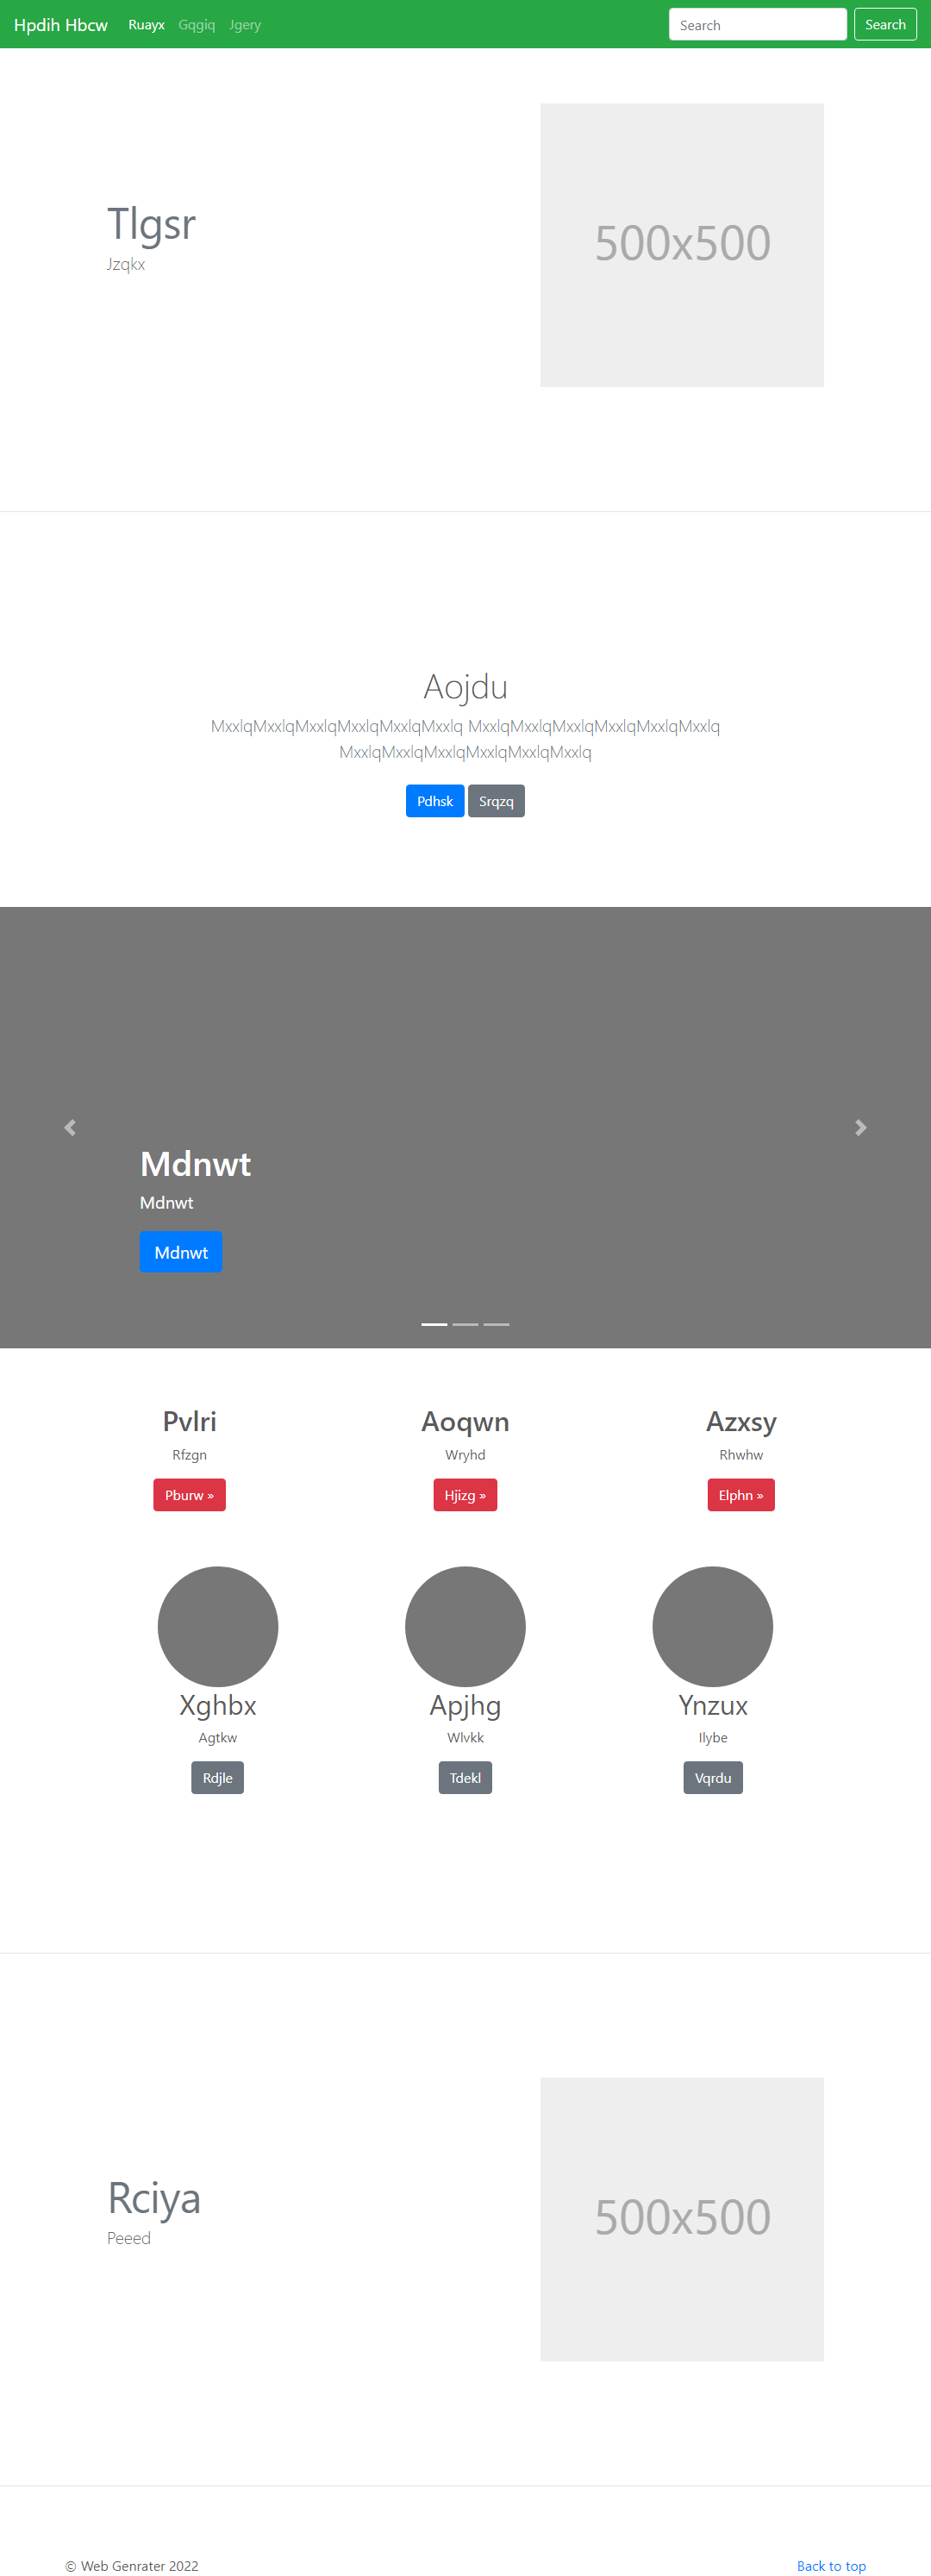 Hpdih Hbcw Ruayx Gqgiq Jgery Search Search
500x500
Tlgsr
Jzqkx
Aojdu
MxxlqMxxlqMxxlqMxxlqMxxlqMxxlq MxxlqMxxlqMxxlqMxxlqMxxlqMxxlq
MxxlqMxxlqMxxlqMxxlqMxxlqMxxlq
Pdhsk Srqzq
Mdnwt
Mdnwt
Mdnwt
Pvlri Aoqwn Azxsy
Rfzgn Wryhd Rhwhw
Pburw » Hjizg » Elphn »
Xghbx Apjhg Ynzux
Agtkw Wlvkk Ilybe
Rdjle Tdekl Vqrdu
Rciya
500x500
Peeed
© Web Genrater 2022 Back to top